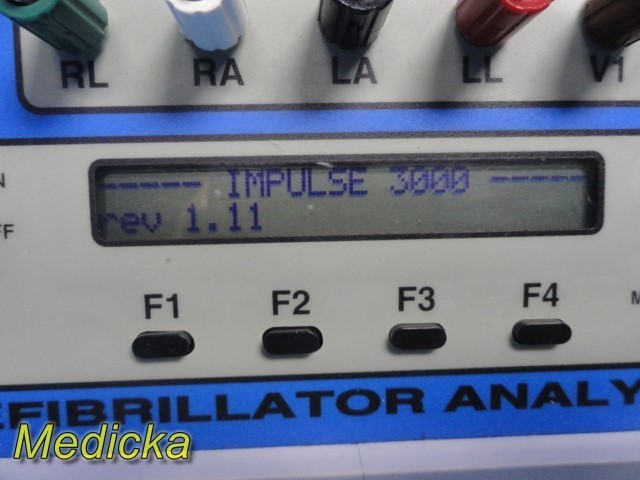 RL RA LA LL V1
---- IMPULSE 3000 ----
rev 1.11
F1 F2 F3 F4
EFIBRILLATOR ANALY
Medicka